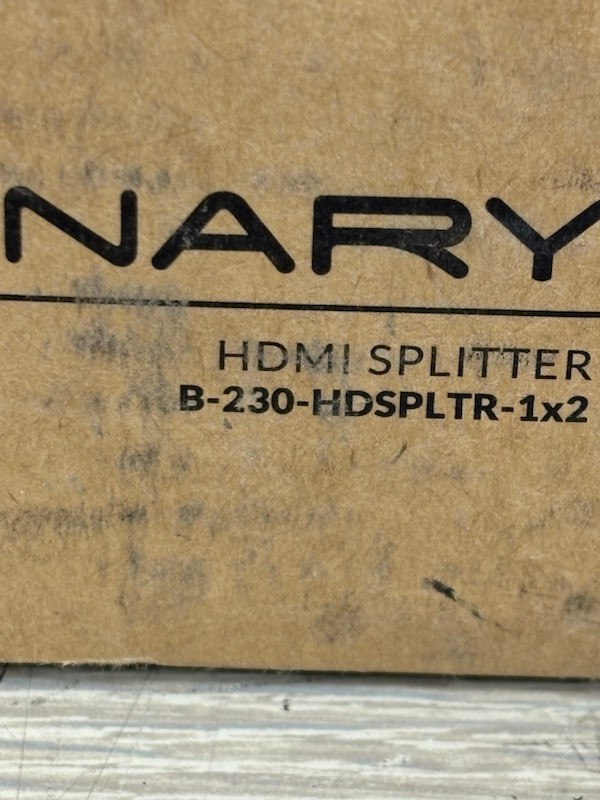 NARY
HDMI SPLITTER
B-230-HDSPLTR-1x2